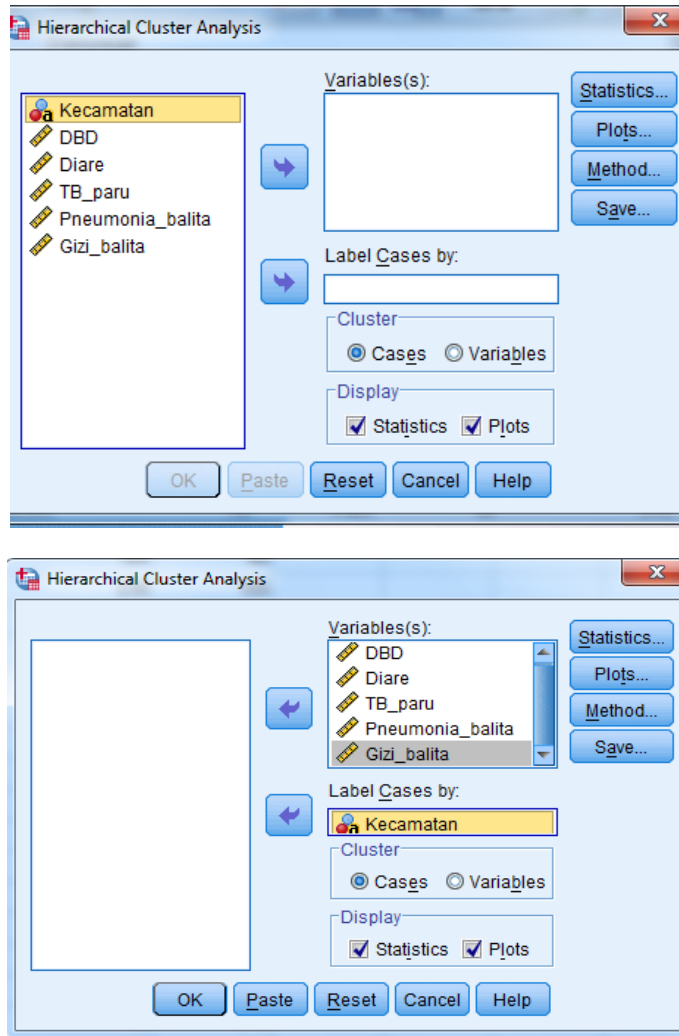 Hierarchical Cluster Analysis
Kecamatan
DBD
Diare
TB_paru
Pneumonia_balita
Gizi_balita
Variables(s):
Label Cases by:
Cluster
Cases Variables
Display
Statistics Plots
Statistics...
Plots...
Method...
Save...
OK Paste Reset Cancel Help
Hierarchical Cluster Analysis
Variables(s):
DBD
Diare
TB_paru
Pneumonia_balita
Gizi_balita
Label Cases by:
Kecamatan
Cluster
Cases Variables
Display
Statistics Plots
Statistics...
Plots...
Method...
Save...
OK Paste Reset Cancel Help